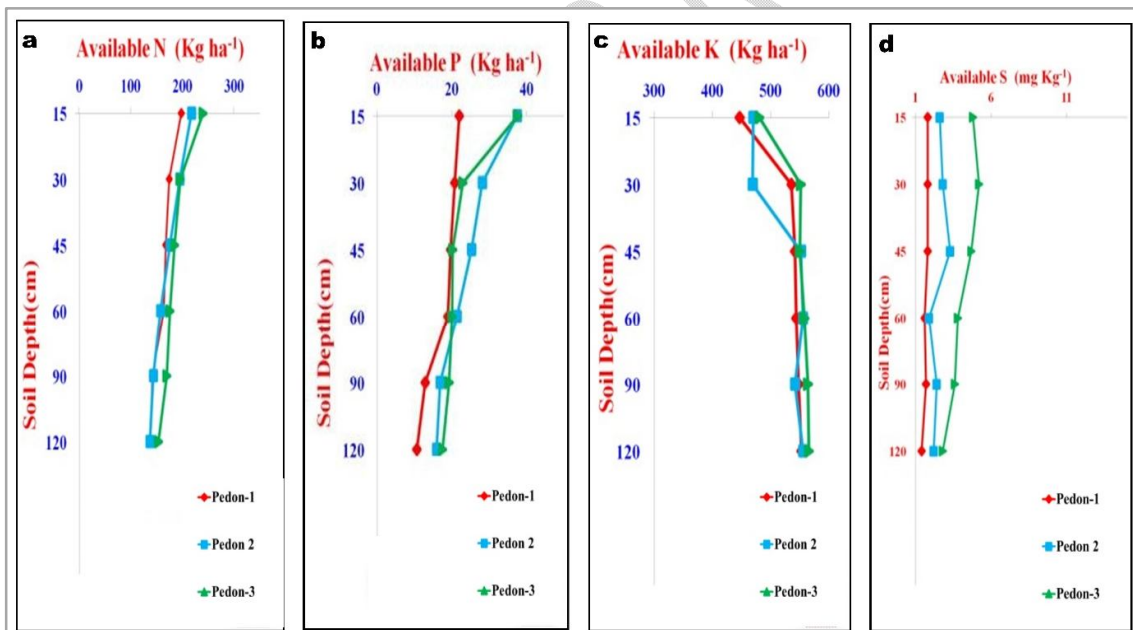 a
Available N (Kg ha⁻¹)
0 100 200 300
15
30
45
60
90
120
Soil Depth(cm)
Pedon-1
Pedon 2
Pedon-3
b
Available P (Kg ha⁻¹)
0 20 40
15
30
45
60
90
120
Soil Depth(cm)
Pedon-1
Pedon 2
Pedon-3
c
Available K (Kg ha⁻¹)
300 400 500 600
15
30
45
60
90
120
Soil Depth(cm)
Pedon-1
Pedon 2
Pedon-3
d
Available S (mg Kg⁻¹)
1 6 11
15
30
45
60
90
120
Soil Depth(cm)
Pedon-1
Pedon 2
Pedon-3